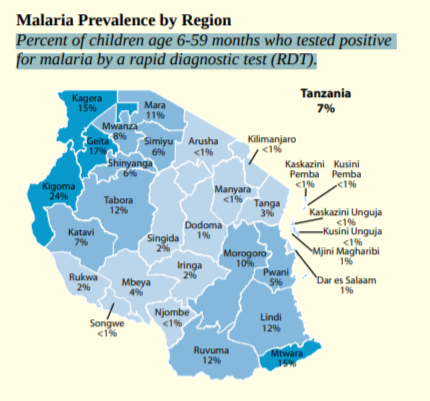 Malaria Prevalence by Region
Percent of children age 6-59 months who tested positive
for malaria by a rapid diagnostic test (RDT).
Tanzania
7%
Kagera
15%
Mara
11%
Mwanza
8%
Geita
17%
Simiyu
6%
Arusha
<1%
Kilimanjaro
<1%
Shinyanga
6%
Kaskazini
Pemba
<1%
Kusini
Pemba
<1%
Kigoma
24%
Tabora
12%
Manyara
<1%
Tanga
3%
Kaskazini Unguja
<1%
Kusini Unguja
<1%
Mjini Magharibi
1%
Katavi
7%
Singida
2%
Dodoma
1%
Morogoro
10%
Pwani
5%
Dar es Salaam
1%
Rukwa
2%
Mbeya
4%
Iringa
2%
Songwe
<1%
Njombe
<1%
Lindi
12%
Ruvuma
12%
Mtwara
15%